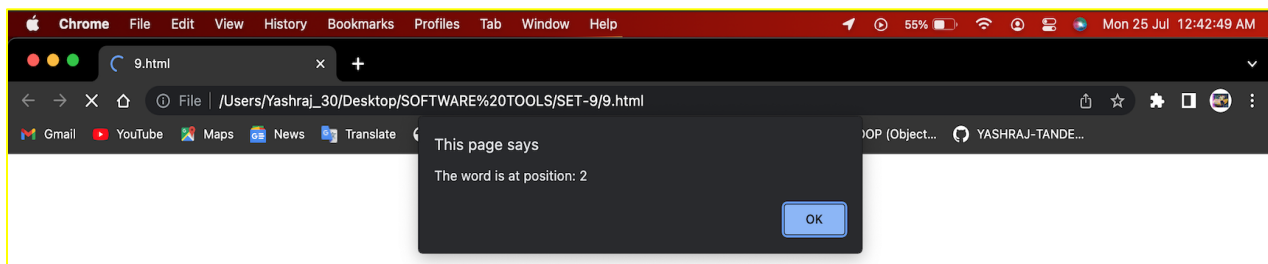 Chrome File Edit View History Bookmarks Profiles Tab Window Help 55% Mon 25 Jul 12:42:49 AM
9.html
File /Users/Yashraj_30/Desktop/SOFTWARE%20TOOLS/SET-9/9.html
Gmail YouTube Maps News Translate OOP (Object... YASHRAJ-TANDE...
This page says
The word is at position: 2
OK